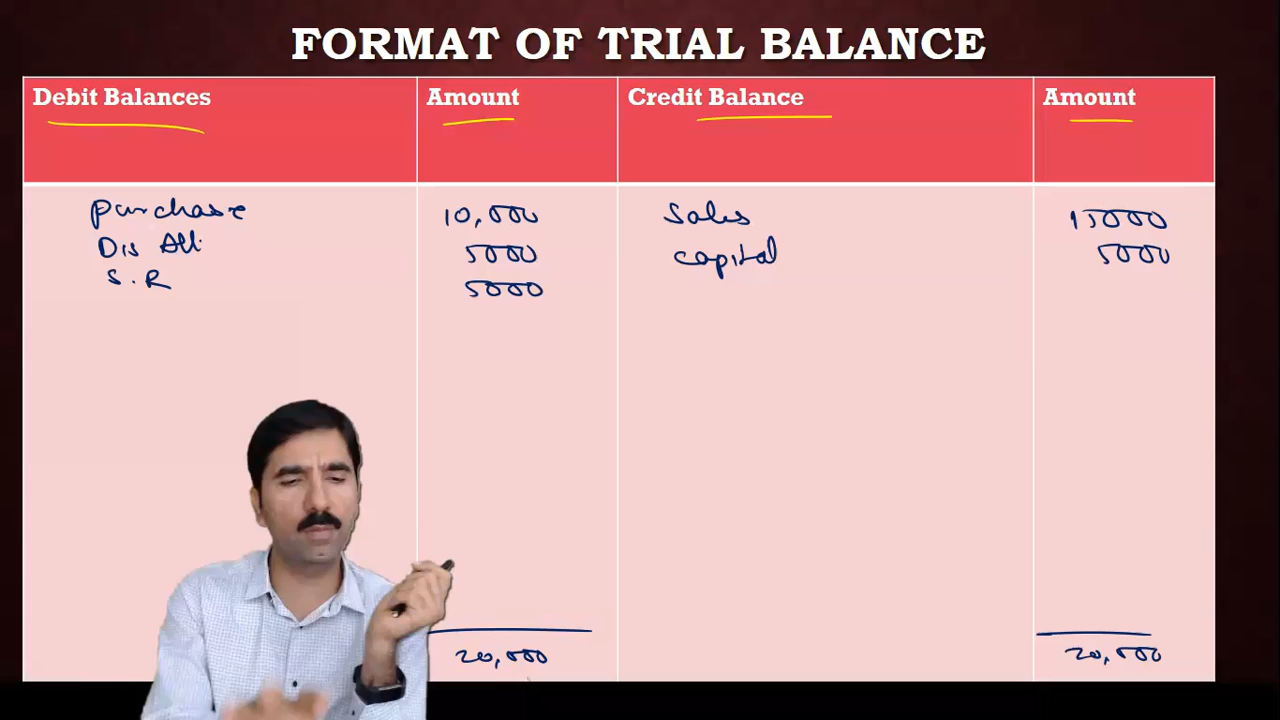 FORMAT OF TRIAL BALANCE
Debit Balances Amount Credit Balance Amount
Purchase 10,000 Sales 15000
Dis All: 5000 Capital 5000
S.R 5000
20,000 20,000